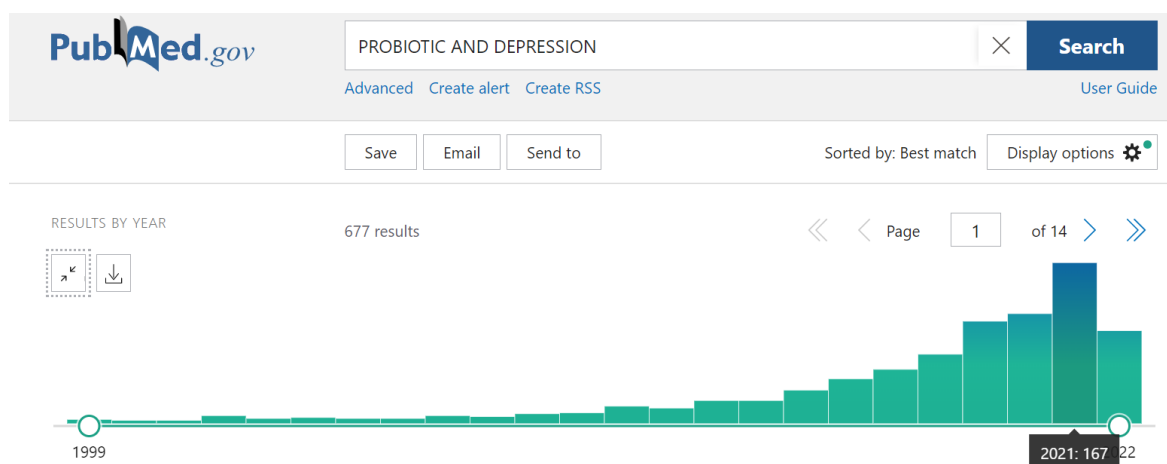 PubMed.gov
PROBIOTIC AND DEPRESSION
Search
Advanced Create alert Create RSS
User Guide
Save Email Send to
Sorted by: Best match Display options
RESULTS BY YEAR
677 results
Page 1 of 14
1999
2021: 167
22